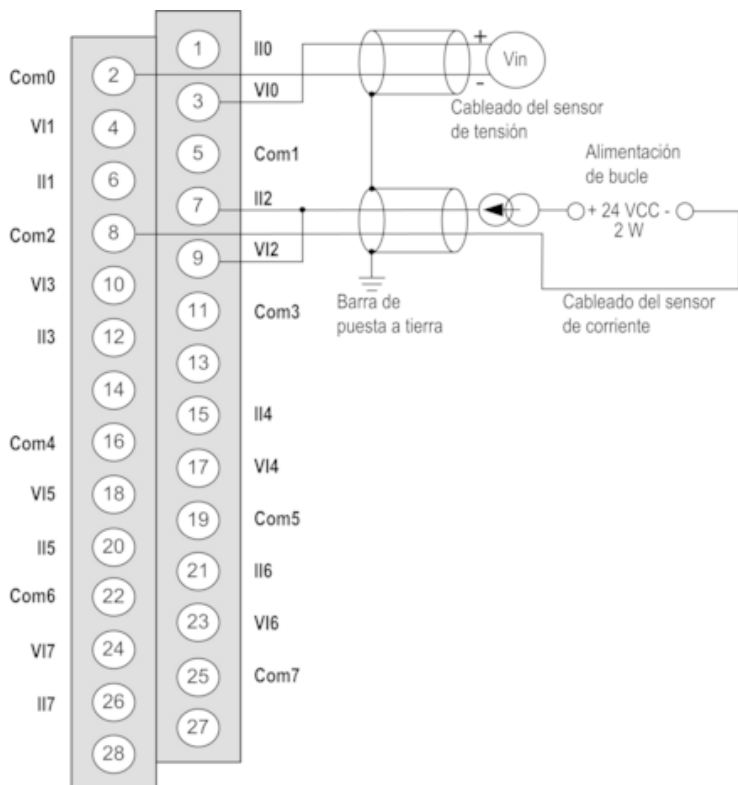 1 II0
Com0 2
+
Vin
-
3 VI0
Cableado del sensor
de tensión
VI1 4
5 Com1
Alimentación
de bucle
II1 6
7 II2
+ 24 VCC -
2 W
Com2 8
9 VI2
VI3 10
Barra de
puesta a tierra
Cableado del sensor
de corriente
11 Com3
II3 12
13
14
15 II4
Com4 16
17 VI4
VI5 18
19 Com5
II5 20
21 II6
Com6 22
23 VI6
VI7 24
25 Com7
II7 26
27
28